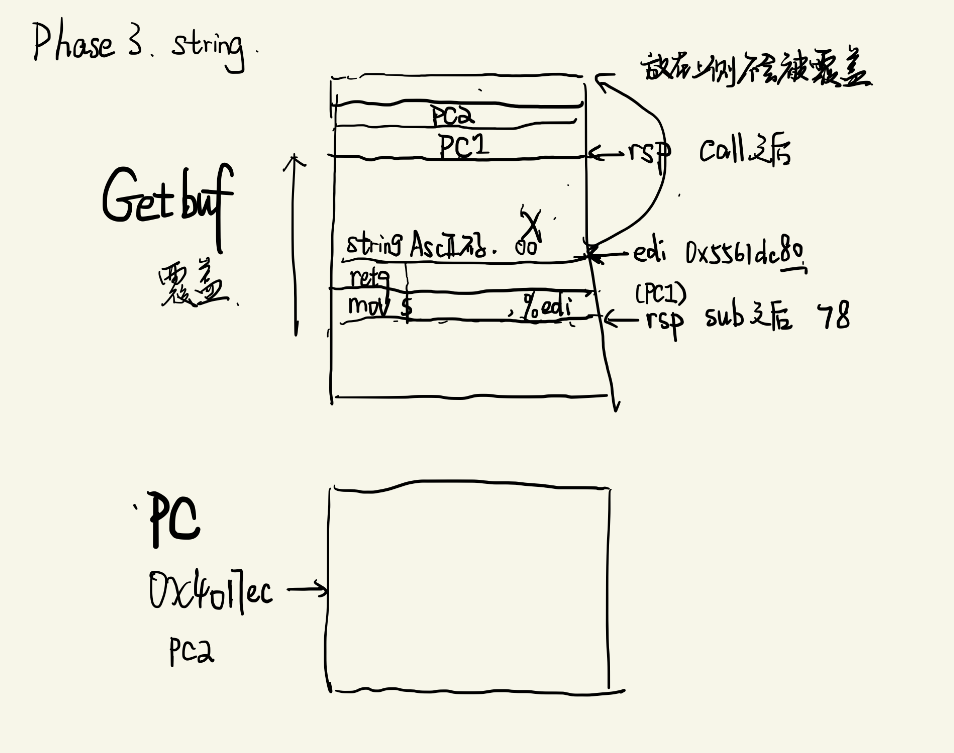 Phase 3. string.
放在上侧不会被覆盖
PC2
PC1
rsp call之后
Getbuf
覆盖.
string AscII码. 00 X
edi 0x5561dc80
retq
mov $ ,%edi
(PC1)
rsp sub之后 78
PC
0x4017ec
PC2